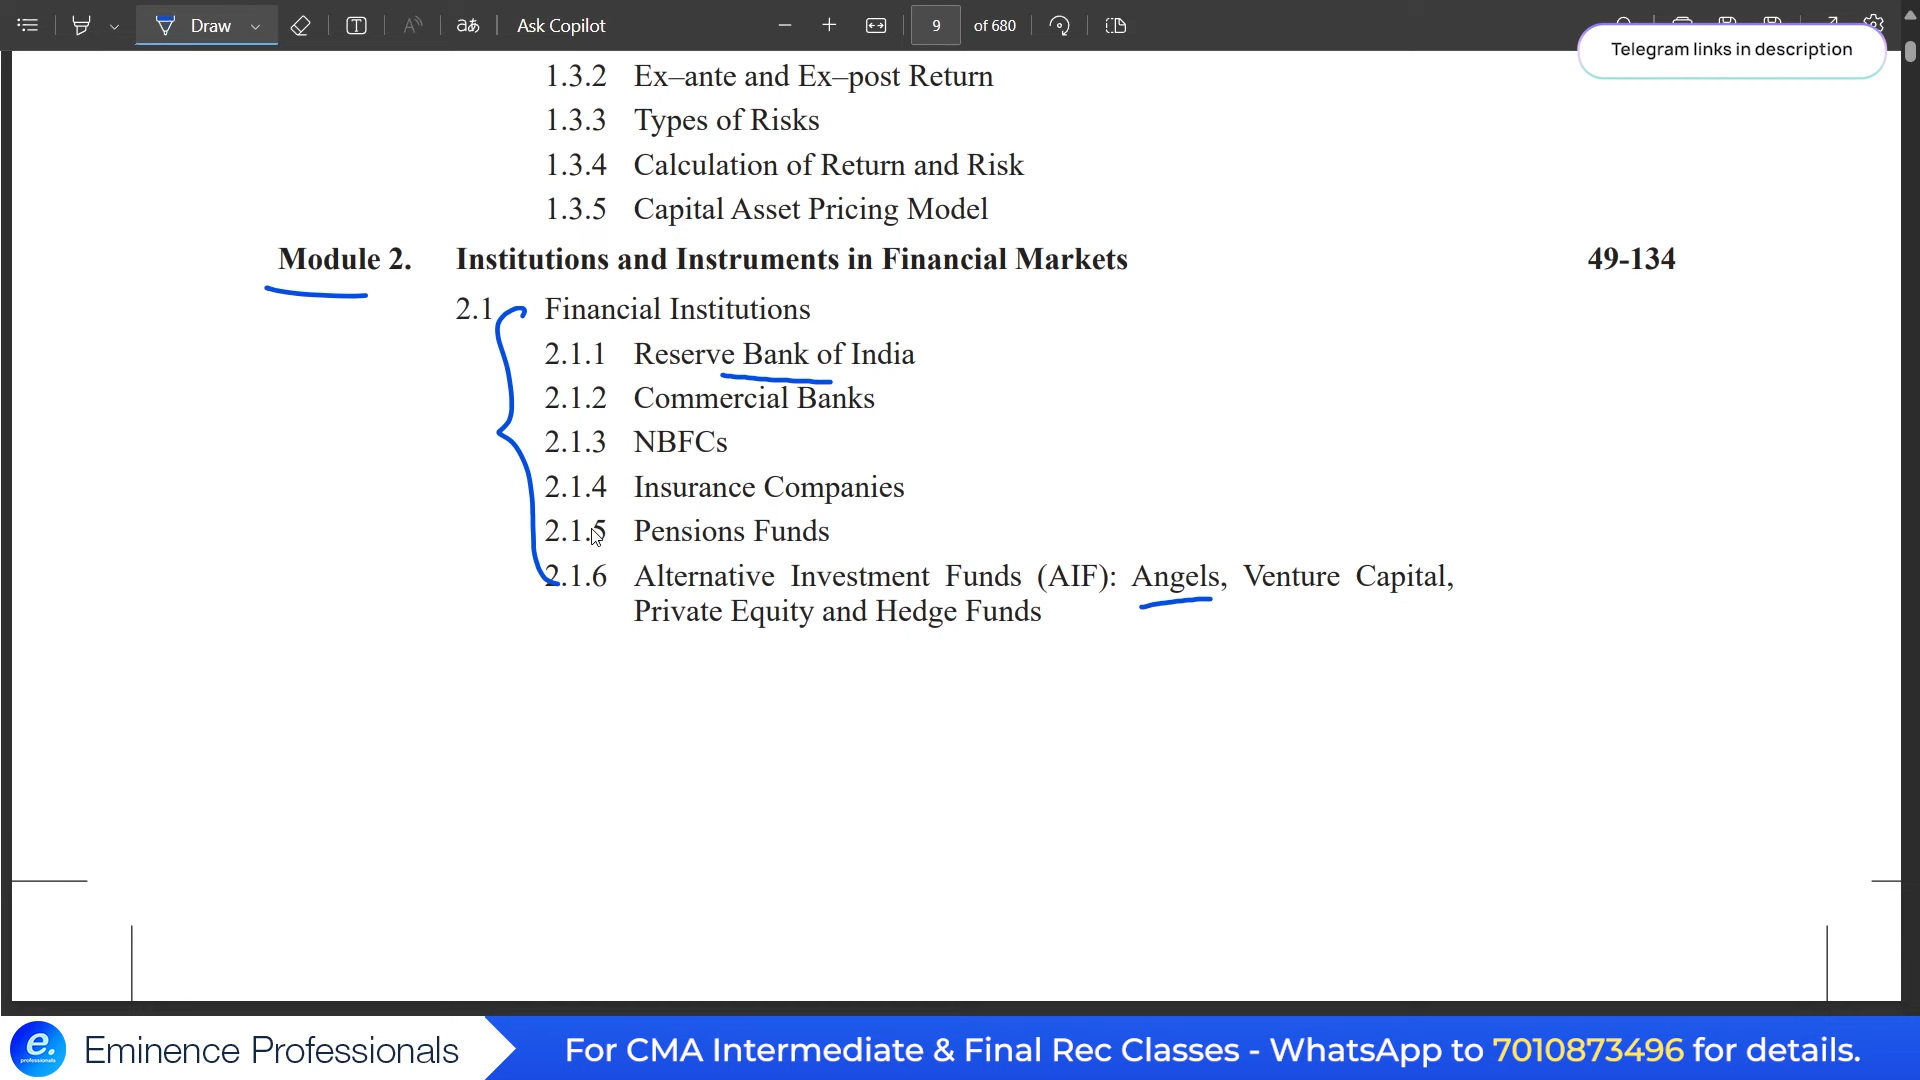 Draw
aあ
Ask Copilot
9 of 680
Telegram links in description
1.3.2 Ex–ante and Ex–post Return
1.3.3 Types of Risks
1.3.4 Calculation of Return and Risk
1.3.5 Capital Asset Pricing Model
Module 2. Institutions and Instruments in Financial Markets 49-134
2.1 Financial Institutions
2.1.1 Reserve Bank of India
2.1.2 Commercial Banks
2.1.3 NBFCs
2.1.4 Insurance Companies
2.1.5 Pensions Funds
2.1.6 Alternative Investment Funds (AIF): Angels, Venture Capital,
Private Equity and Hedge Funds
e.
professionals
Eminence Professionals
For CMA Intermediate & Final Rec Classes - WhatsApp to 7010873496 for details.